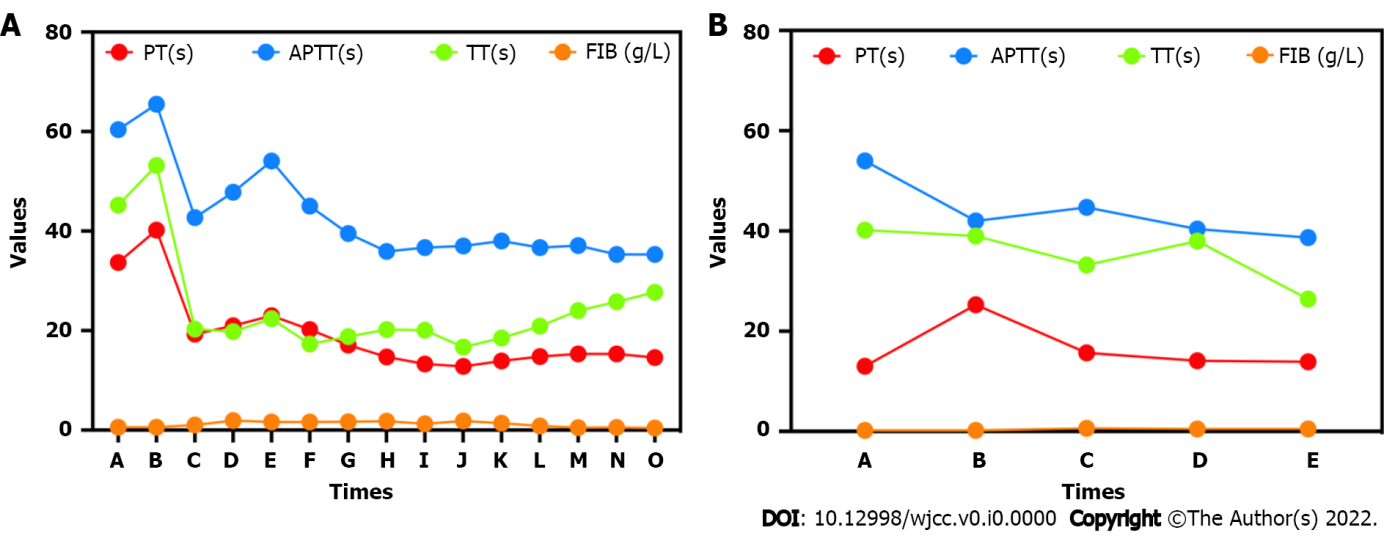 A
80
PT(s) APTT(s) TT(s) FIB (g/L)
60
40
20
0
Values
A B C D E F G H I J K L M N O
Times
B
80
PT(s) APTT(s) TT(s) FIB (g/L)
60
40
20
0
Values
A B C D E
Times
DOI: 10.12998/wjcc.v0.i0.0000 Copyright ©The Author(s) 2022.